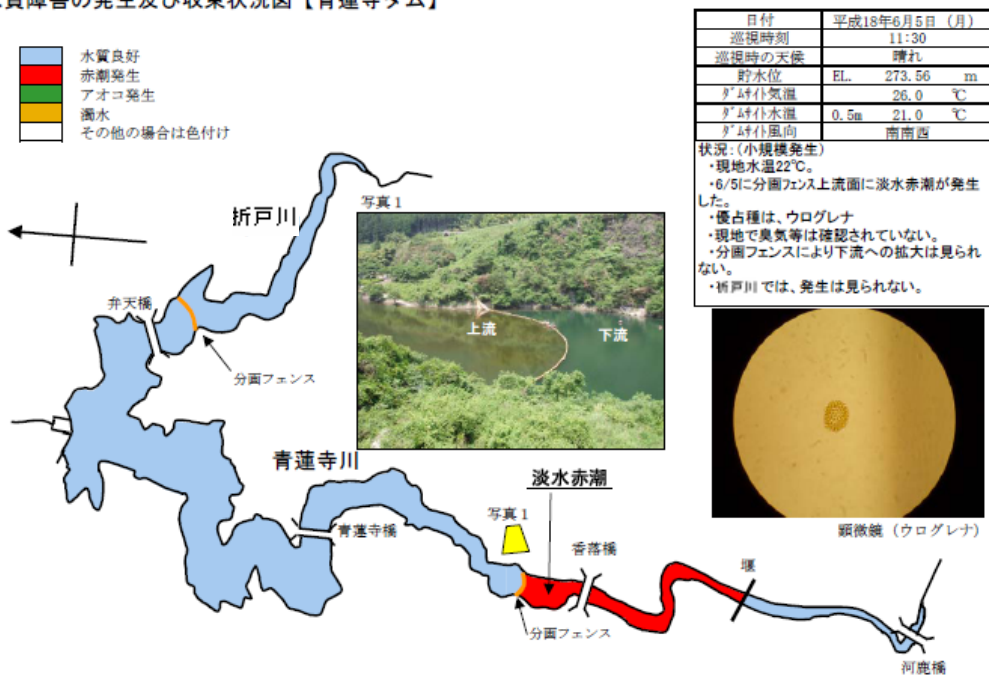 質障害の発生及び収束状況図【青蓮寺ダム】
水質良好
赤潮発生
アオコ発生
濁水
その他の場合は色付け
日付 平成18年6月5日（月）
巡視時刻 11:30
巡視時の天候 晴れ
貯水位 EL. 273.56 m
ダムサイト気温 26.0 ℃
ダムサイト水温 0.5m 21.0 ℃
ダムサイト風向 南南西
状況：(小規模発生)
・現地水温22℃。
・6/5に分画フェンス上流面に淡水赤潮が発生
した。
・優占種は、ウログレナ
・現地で臭気等は確認されていない。
・分画フェンスにより下流への拡大は見られ
ない。
・折戸川では、発生は見られない。
写真1
折戸川
弁天橋
分画フェンス
上流
下流
青蓮寺川
淡水赤潮
写真1
青蓮寺橋
香落橋
堰
顕微鏡（ウログレナ）
分画フェンス
河鹿橋